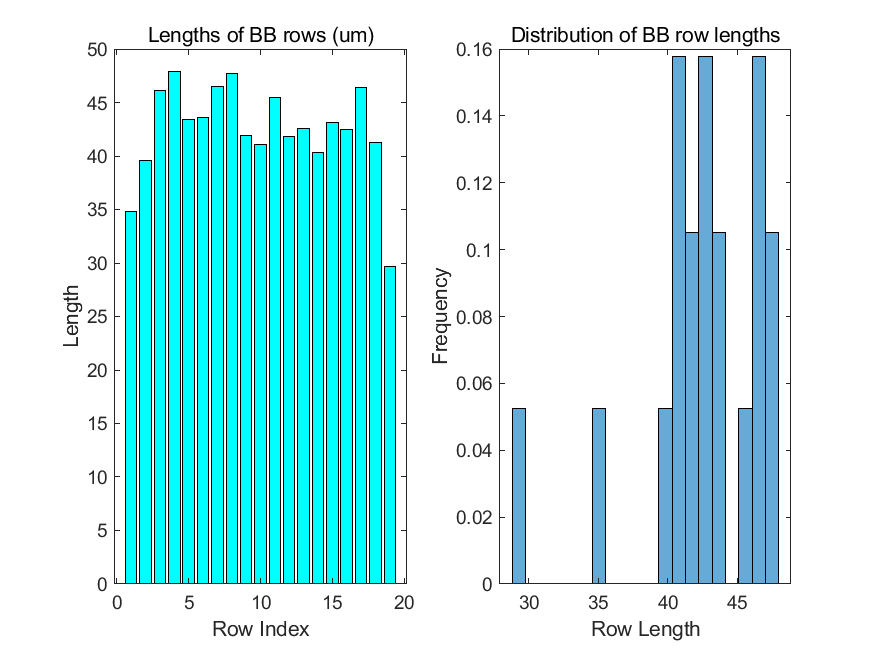 Lengths of BB rows (um)
50
45
40
35
30
25
20
15
10
5
0
Length
0 5 10 15 20
Row Index
Distribution of BB row lengths
0.16
0.14
0.12
0.1
0.08
0.06
0.04
0.02
0
Frequency
30 35 40 45
Row Length